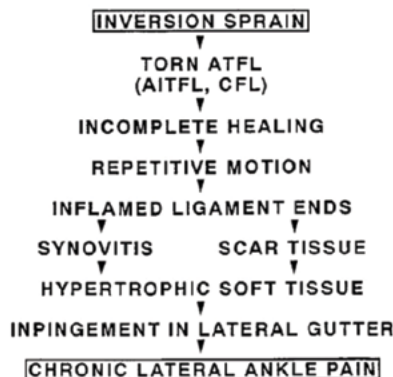 INVERSION SPRAIN
TORN ATFL
(AITFL, CFL)
INCOMPLETE HEALING
REPETITIVE MOTION
INFLAMED LIGAMENT ENDS
SYNOVITIS SCAR TISSUE
HYPERTROPHIC SOFT TISSUE
INPINGEMENT IN LATERAL GUTTER
CHRONIC LATERAL ANKLE PAIN